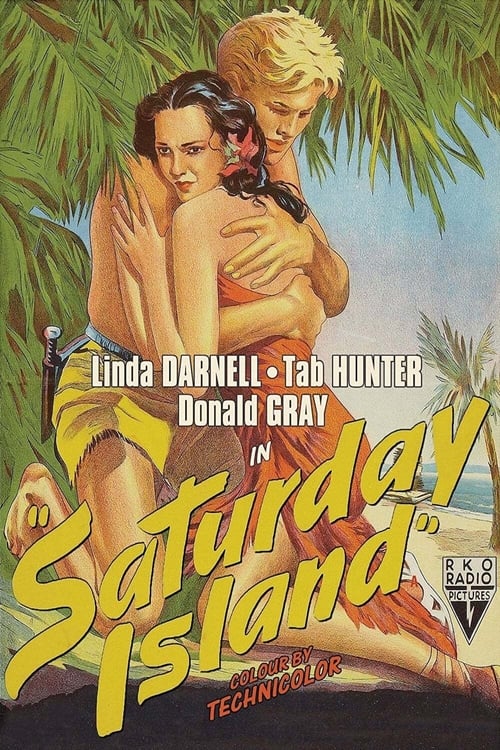 Linda DARNELL • Tab HUNTER
Donald GRAY
IN
"SATURDAY
ISLAND"
COLOUR BY
TECHNICOLOR
RKO
RADIO
PICTURES